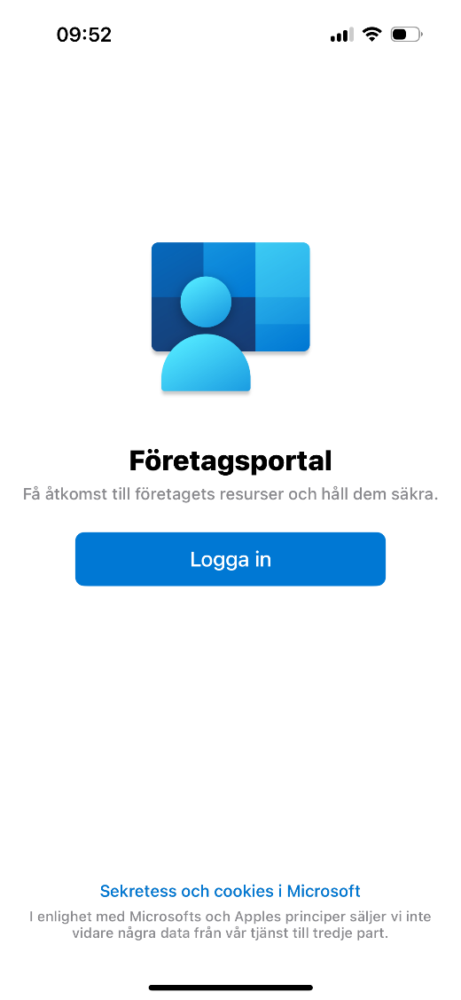 09:52
Företagsportal
Få åtkomst till företagets resurser och håll dem säkra.
Logga in
Sekretess och cookies i Microsoft
I enlighet med Microsofts och Apples principer säljer vi inte
vidare några data från vår tjänst till tredje part.